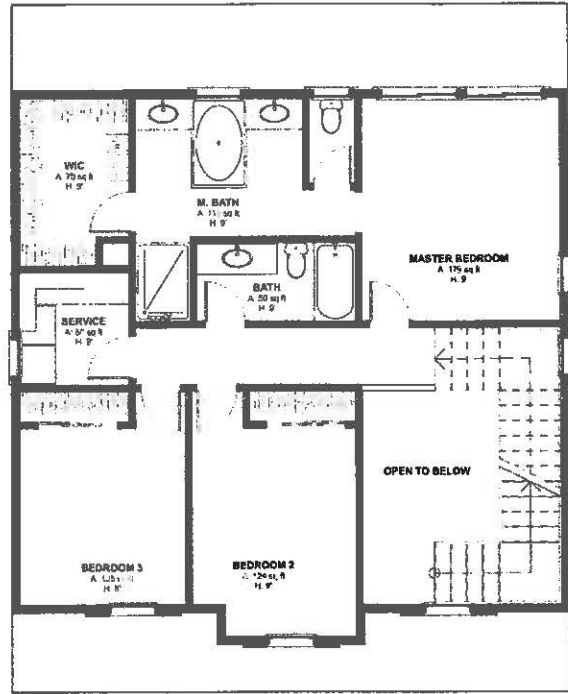 WIC
A: 70 sq ft
H: 9'
M. BATH
H: 9'
MASTER BEDROOM
A: 179 sq ft
H: 9'
BATH
A: 50 sq ft
H: 9'
SERVICE
H: 9'
OPEN TO BELOW
BEDROOM 3
H: 9'
BEDROOM 2
A: 124 sq ft
H: 9'